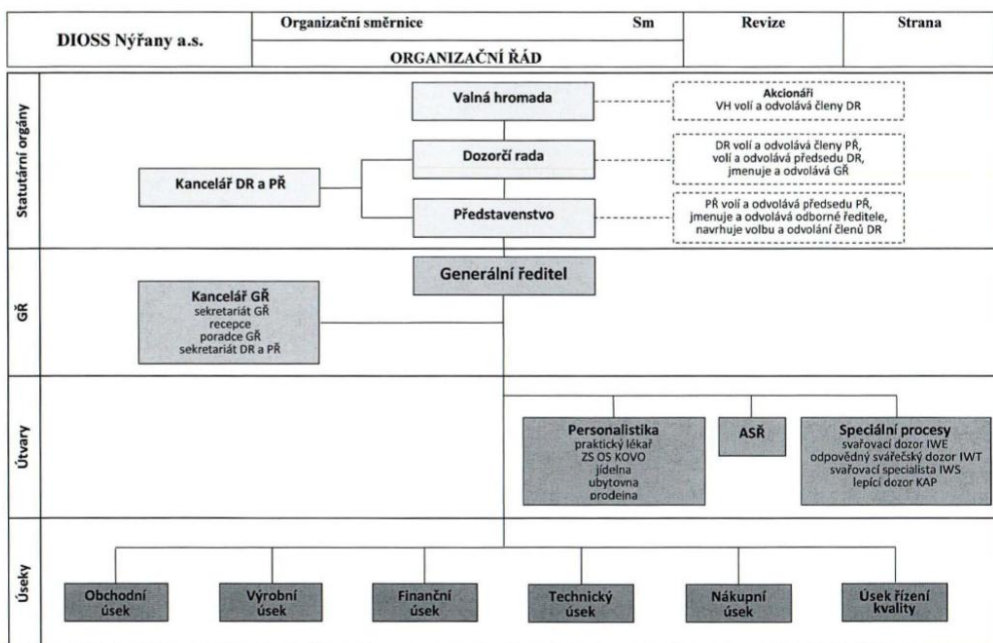 DIOSS Nýřany a.s.
Organizační směrnice Sm
Revize
Strana
ORGANIZAČNÍ ŘÁD
Statutární orgány
Valná hromada
Akcionáři
VH volí a odvolává členy DR
Kancelář DR a PŘ
Dozorčí rada
DR volí a odvolává členy PŘ,
volí a odvolává předsedu DR,
jmenuje a odvolává GŘ
Představenstvo
PŘ volí a odvolává předsedu PŘ,
jmenuje a odvolává odborné ředitele,
navrhuje volbu a odvolání členů DR
GŘ
Generální ředitel
Kancelář GŘ
sekretariát GŘ
recepce
poradce GŘ
sekretariát DR a PŘ
Útvary
Personalistika
praktický lékař
ZS OS KOVO
jídelna
ubytovna
prodejna
ASŘ
Speciální procesy
svařovací dozor IWE
odpovědný svářečský dozor IWT
svařovací specialista IWS
lepící dozor KAP
Úseky
Obchodní
úsek
Výrobní
úsek
Finanční
úsek
Technický
úsek
Nákupní
úsek
Úsek řízení
kvality